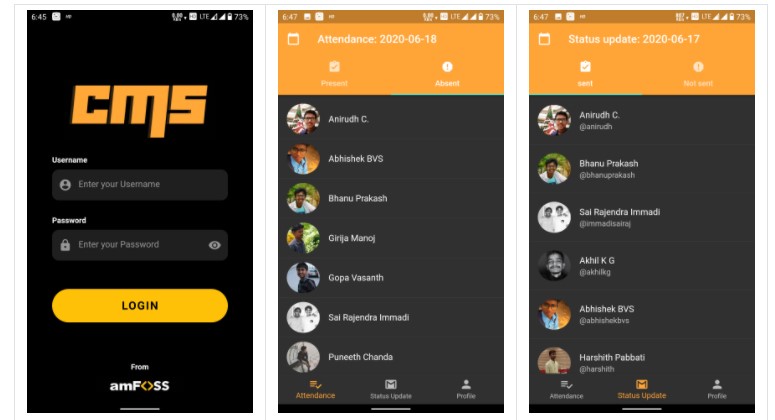 6:45
LTE 73%
cms
Username
Enter your Username
Password
Enter your Password
LOGIN
From
amFOSS
6:47
LTE 73%
Attendance: 2020-06-18
Present
Absent
Anirudh C.
Abhishek BVS
Bhanu Prakash
Girija Manoj
Gopa Vasanth
Sai Rajendra Immadi
Puneeth Chanda
Attendance
Status Update
Profile
6:47
LTE 73%
Status update: 2020-06-17
sent
Not sent
Anirudh C.
@anirudh
Bhanu Prakash
@bhanuprakash
Sai Rajendra Immadi
@immadisairaj
Akhil K G
@akhilkg
Abhishek BVS
@abhishekbvs
Harshith Pabbati
@harshith
Attendance
Status Update
Profile